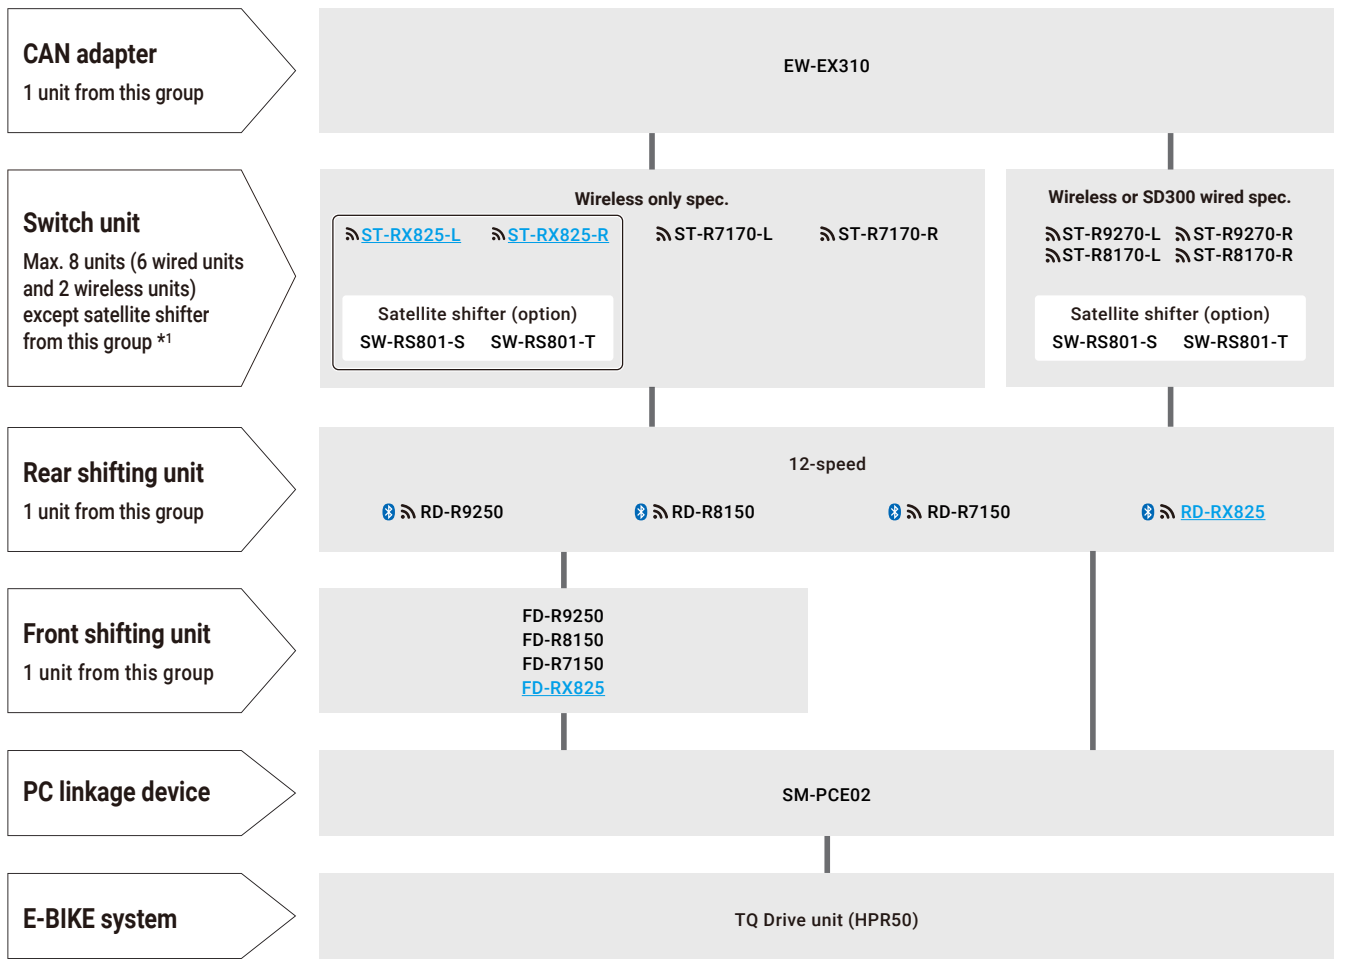 CAN adapter
1 unit from this group
EW-EX310
Switch unit
Max. 8 units (6 wired units
and 2 wireless units)
except satellite shifter
from this group *1
Wireless only spec.
ST-RX825-L ST-RX825-R ST-R7170-L ST-R7170-R
Satellite shifter (option)
SW-RS801-S SW-RS801-T
Wireless or SD300 wired spec.
ST-R9270-L ST-R9270-R
ST-R8170-L ST-R8170-R
Satellite shifter (option)
SW-RS801-S SW-RS801-T
Rear shifting unit
1 unit from this group
12-speed
RD-R9250 RD-R8150 RD-R7150 RD-RX825
Front shifting unit
1 unit from this group
FD-R9250
FD-R8150
FD-R7150
FD-RX825
PC linkage device
SM-PCE02
E-BIKE system
TQ Drive unit (HPR50)